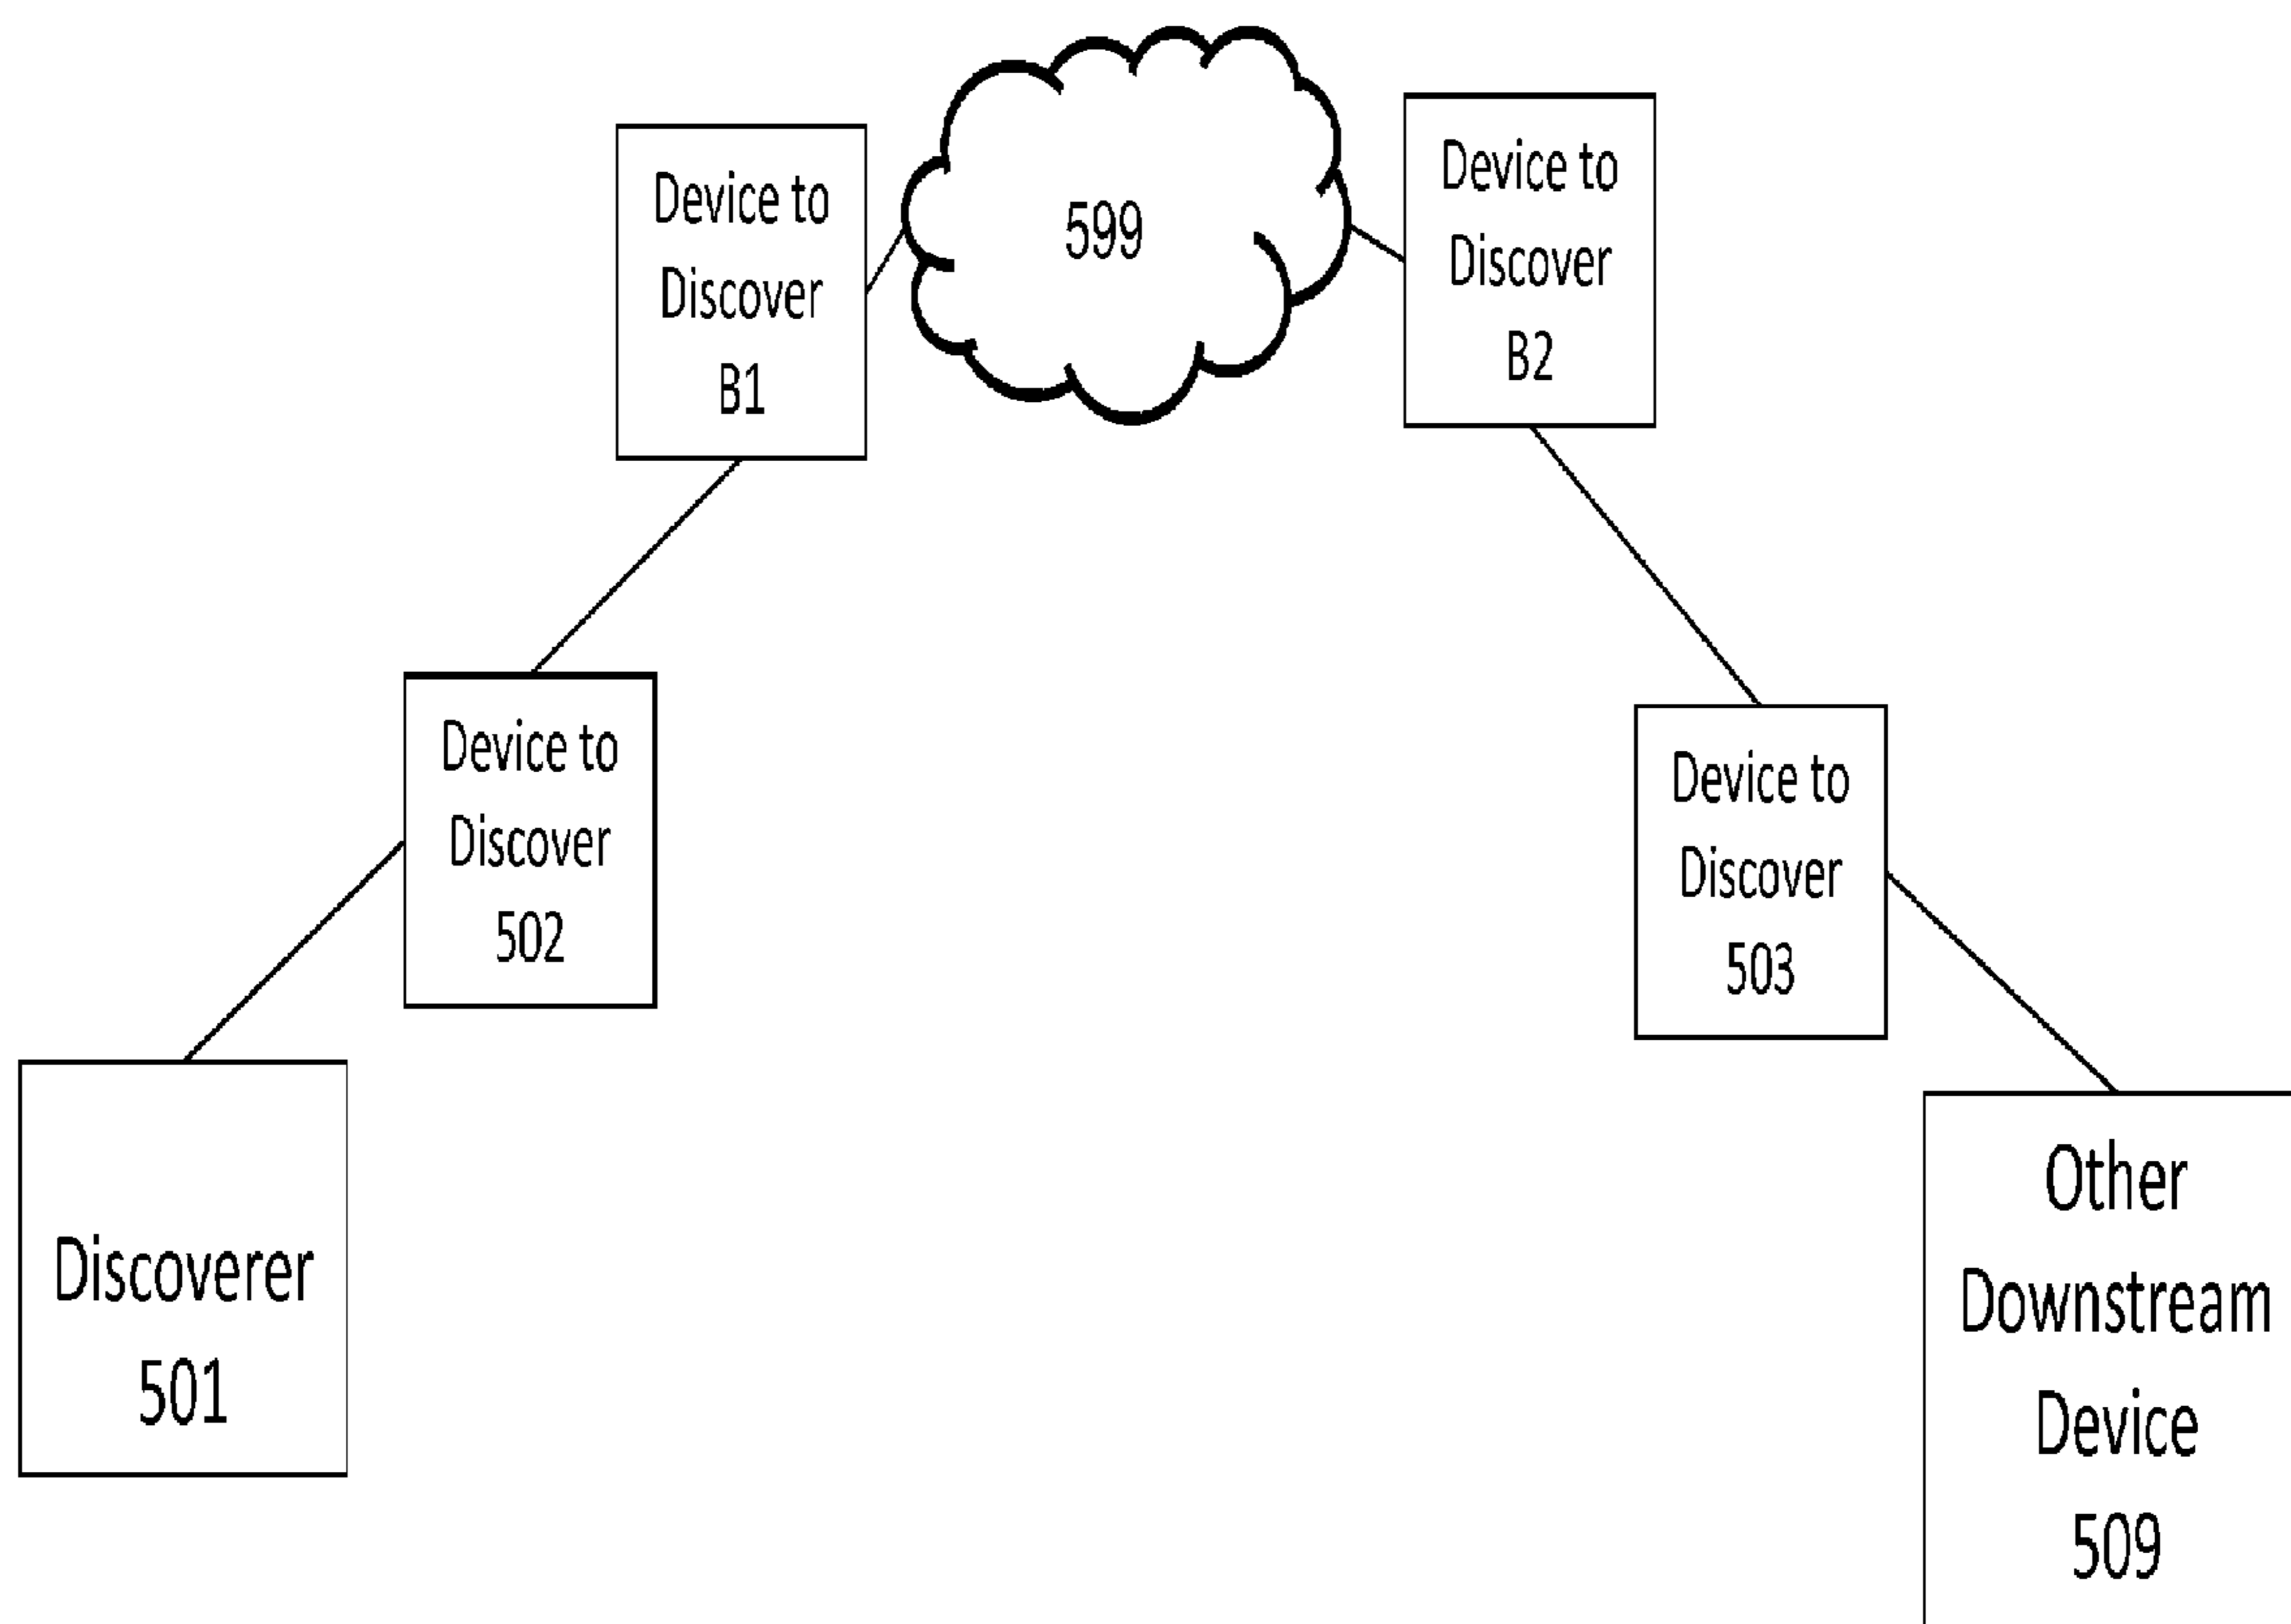 Device to
Discover
B1
599
Device to
Discover
B2
Device to
Discover
502
Device to
Discover
503
Discoverer
501
Other
Downstream
Device
509